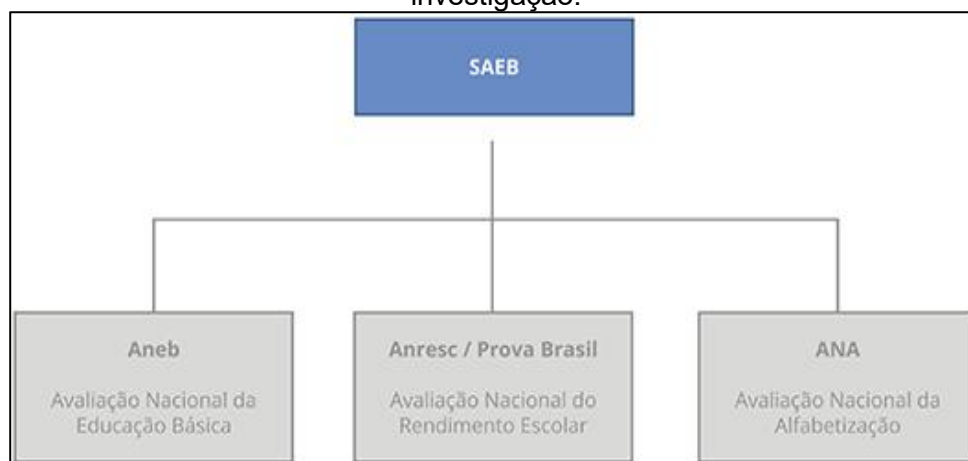 investigação.
SAEB
Aneb
Avaliação Nacional da
Educação Básica
Anresc / Prova Brasil
Avaliação Nacional do
Rendimento Escolar
ANA
Avaliação Nacional da
Alfabetização